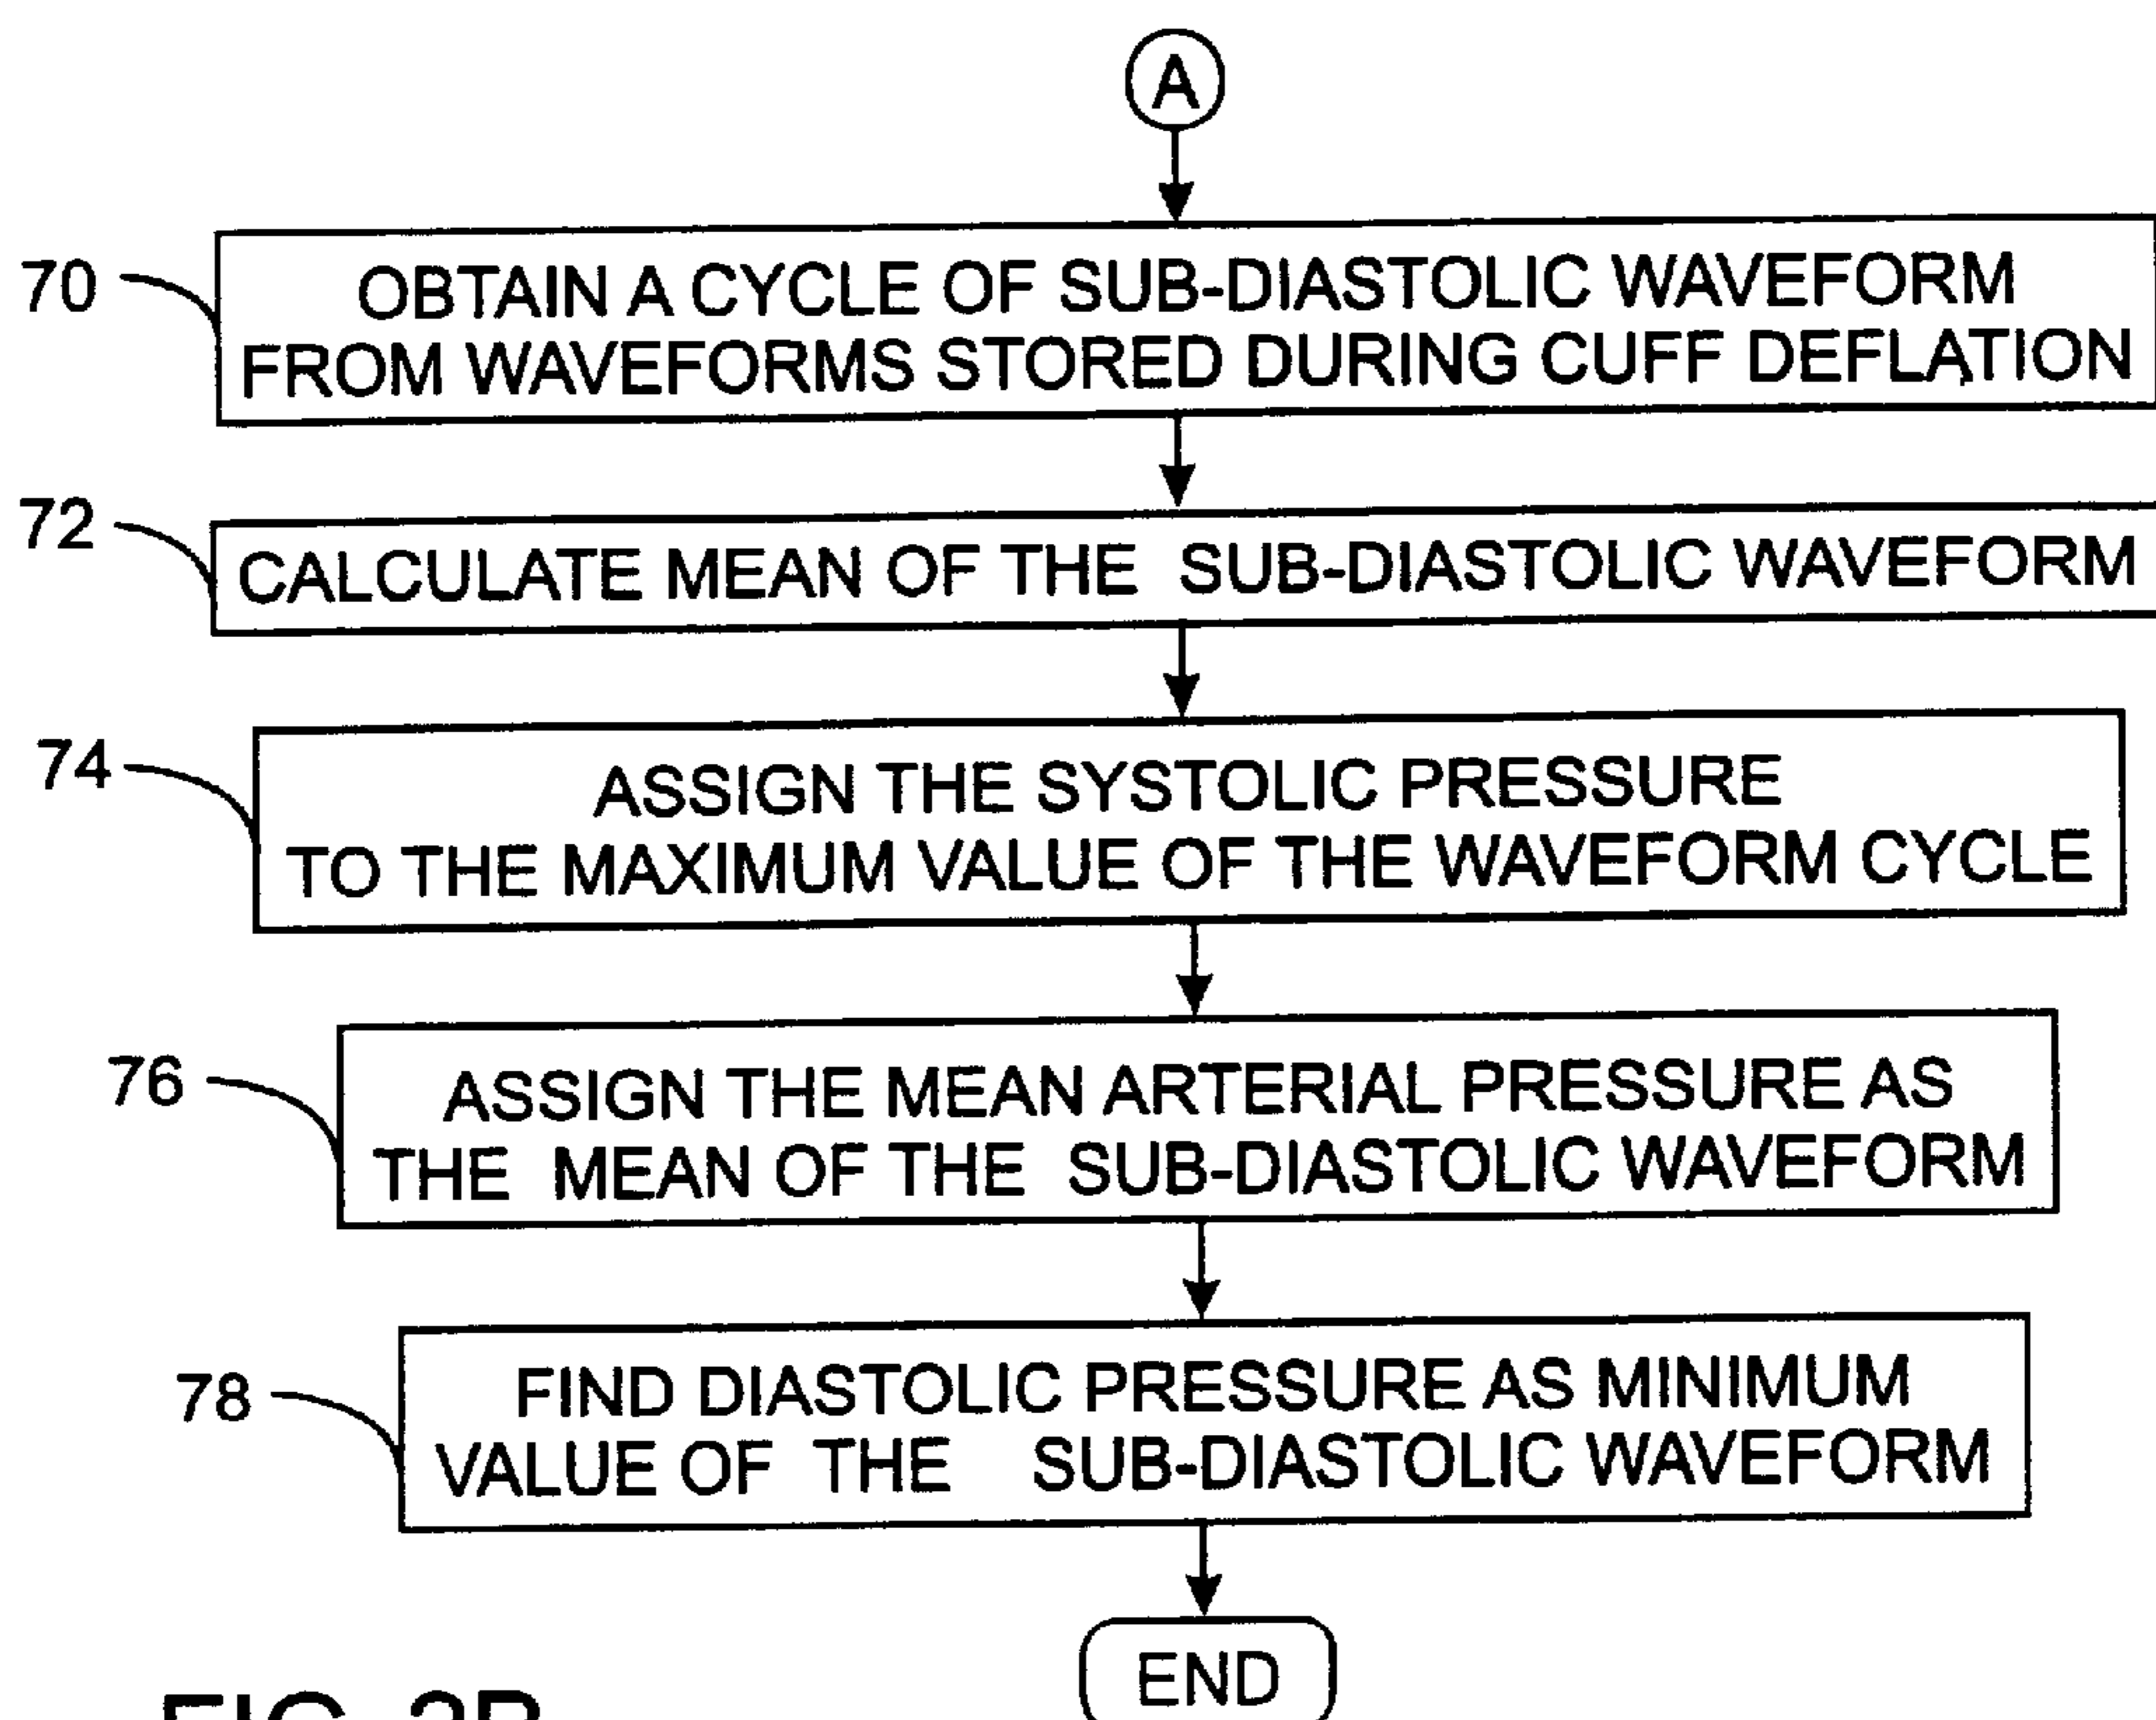 A
70
OBTAIN A CYCLE OF SUB-DIASTOLIC WAVEFORM
FROM WAVEFORMS STORED DURING CUFF DEFLATION
72
CALCULATE MEAN OF THE SUB-DIASTOLIC WAVEFORM
74
ASSIGN THE SYSTOLIC PRESSURE
TO THE MAXIMUM VALUE OF THE WAVEFORM CYCLE
76
ASSIGN THE MEAN ARTERIAL PRESSURE AS
THE MEAN OF THE SUB-DIASTOLIC WAVEFORM
78
FIND DIASTOLIC PRESSURE AS MINIMUM
VALUE OF THE SUB-DIASTOLIC WAVEFORM
END
FIG.